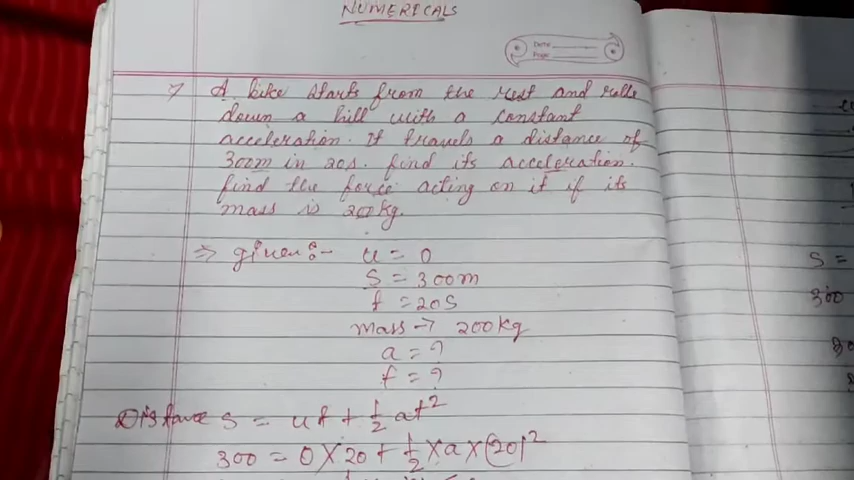 NUMERICALS
Date
Page
7 A bike starts from the rest and rolls
down a hill with a constant
acceleration. It travels a distance of
300m in 20s. find its acceleration.
find the force acting on it if its
mass is 200kg.
⇒ given:- u = 0
S = 300m
t = 20S
mass → 200kg
a = ?
f = ?
Distance S = ut + 1/2 at²
300 = 0 X 20 + 1/2 X a X (20)²
S =
300